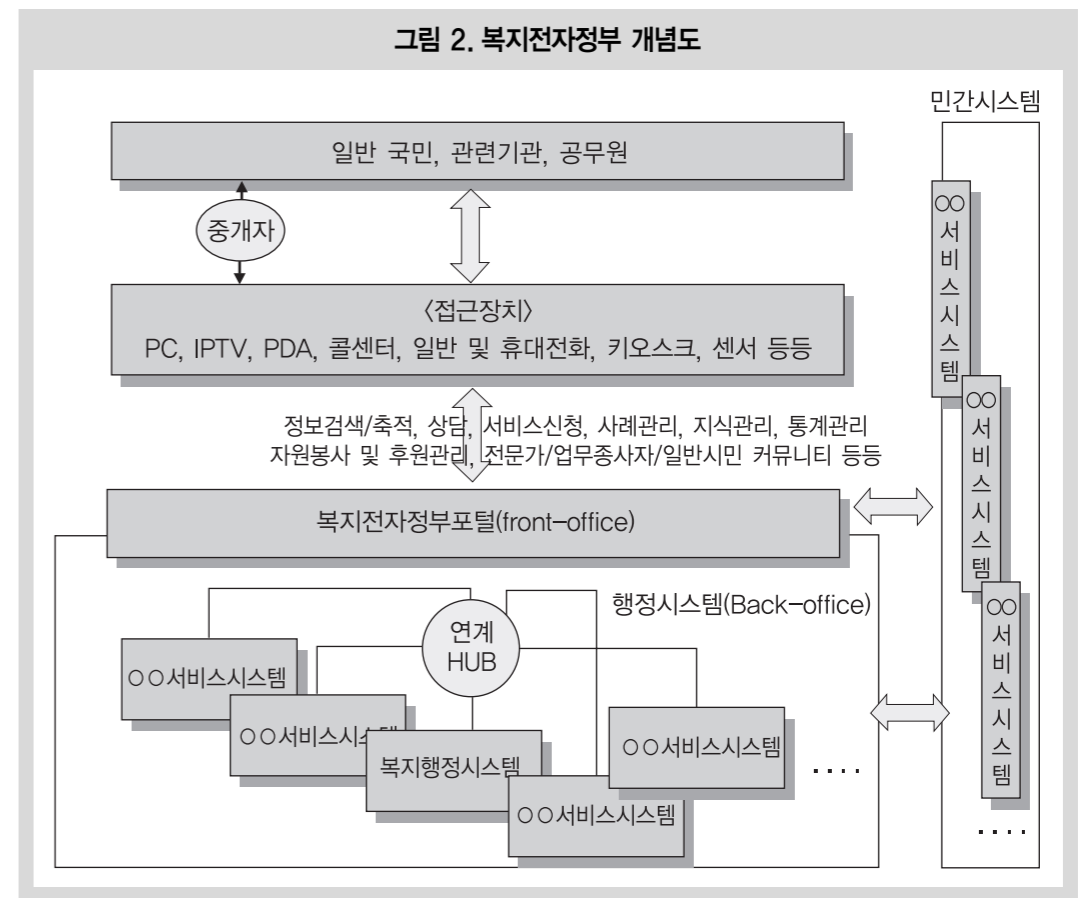 그림 2. 복지전자정부 개념도
민간시스템
일반 국민, 관련기관, 공무원
중개자
〈접근장치〉
PC, IPTV, PDA, 콜센터, 일반 및 휴대전화, 키오스크, 센서 등등
정보검색/축적, 상담, 서비스신청, 사례관리, 지식관리, 통계관리
자원봉사 및 후원관리, 전문가/업무종사자/일반시민 커뮤니티 등등
복지전자정부포털(front-office)
행정시스템(Back-office)
연계
HUB
○○서비스시스템
○○서비스시스템
복지행정시스템
○○서비스시스템
○○서비스시스템
....
○○서비스시스템
○○서비스시스템
○○서비스시스템
....